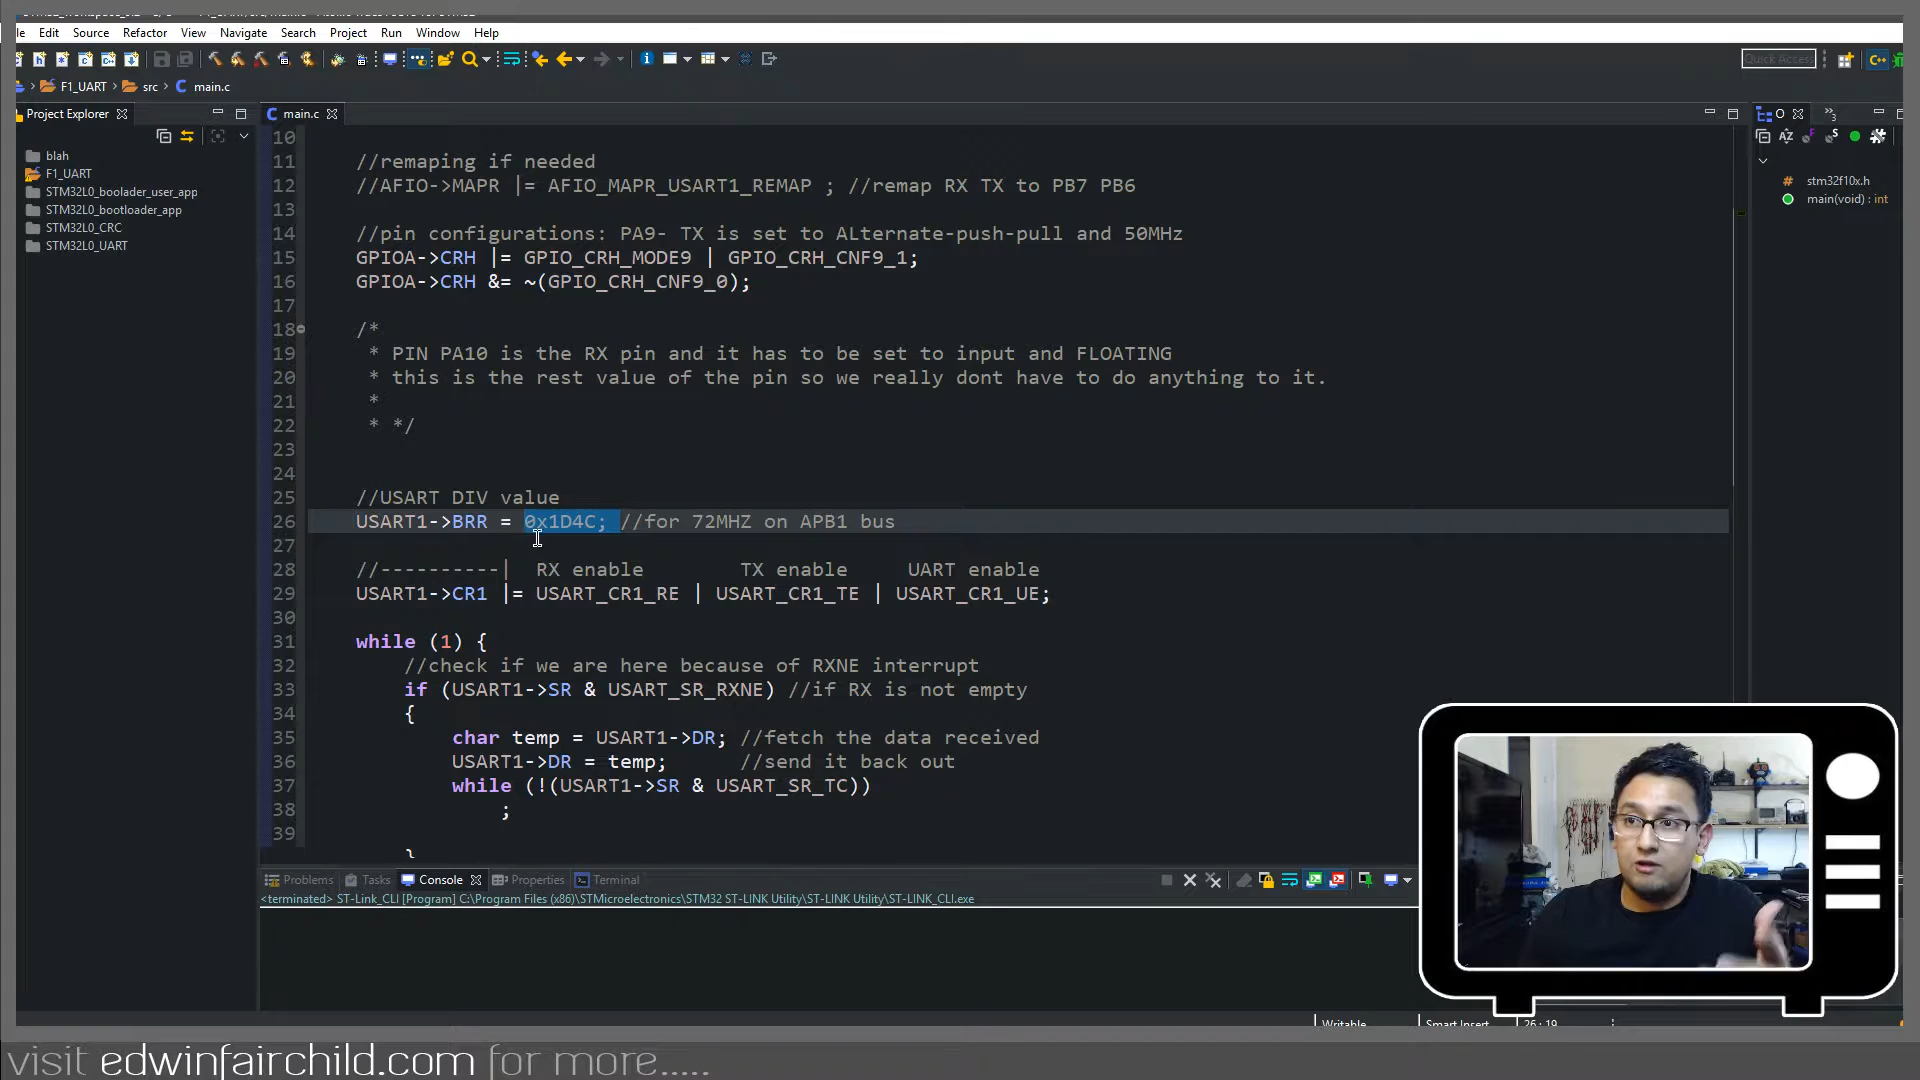 le Edit Source Refactor View Navigate Search Project Run Window Help
Quick Access
F1_UART src main.c
Project Explorer
blah
F1_UART
STM32L0_boolader_user_app
STM32L0_bootloader_app
STM32L0_CRC
STM32L0_UART
main.c
10
11 //remaping if needed
12 //AFIO->MAPR |= AFIO_MAPR_USART1_REMAP ; //remap RX TX to PB7 PB6
13
14 //pin configurations: PA9- TX is set to ALternate-push-pull and 50MHz
15 GPIOA->CRH |= GPIO_CRH_MODE9 | GPIO_CRH_CNF9_1;
16 GPIOA->CRH &= ~(GPIO_CRH_CNF9_0);
17
18 /*
19 * PIN PA10 is the RX pin and it has to be set to input and FLOATING
20 * this is the rest value of the pin so we really dont have to do anything to it.
21 *
22 * */
23
24
25 //USART DIV value
26 USART1->BRR = 0x1D4C; //for 72MHZ on APB1 bus
27
28 //----------| RX enable TX enable UART enable
29 USART1->CR1 |= USART_CR1_RE | USART_CR1_TE | USART_CR1_UE;
30
31 while (1) {
32 //check if we are here because of RXNE interrupt
33 if (USART1->SR & USART_SR_RXNE) //if RX is not empty
34 {
35 char temp = USART1->DR; //fetch the data received
36 USART1->DR = temp; //send it back out
37 while (!(USART1->SR & USART_SR_TC))
38 ;
39
}
O
stm32f10x.h
main(void) : int
Problems Tasks Console Properties Terminal
<terminated> ST-Link_CLI [Program] C:\Program Files (x86)\STMicroelectronics\STM32 ST-LINK Utility\ST-LINK Utility\ST-LINK_CLI.exe
Writable Smart Insert 26 : 19
visit edwinfairchild.com for more.....